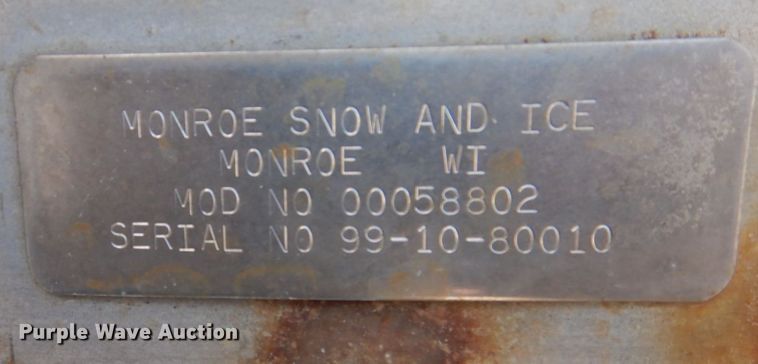 MONROE SNOW AND ICE
MONROE WI
MOD NO 00058802
SERIAL NO 99-10-80010
Purple Wave Auction